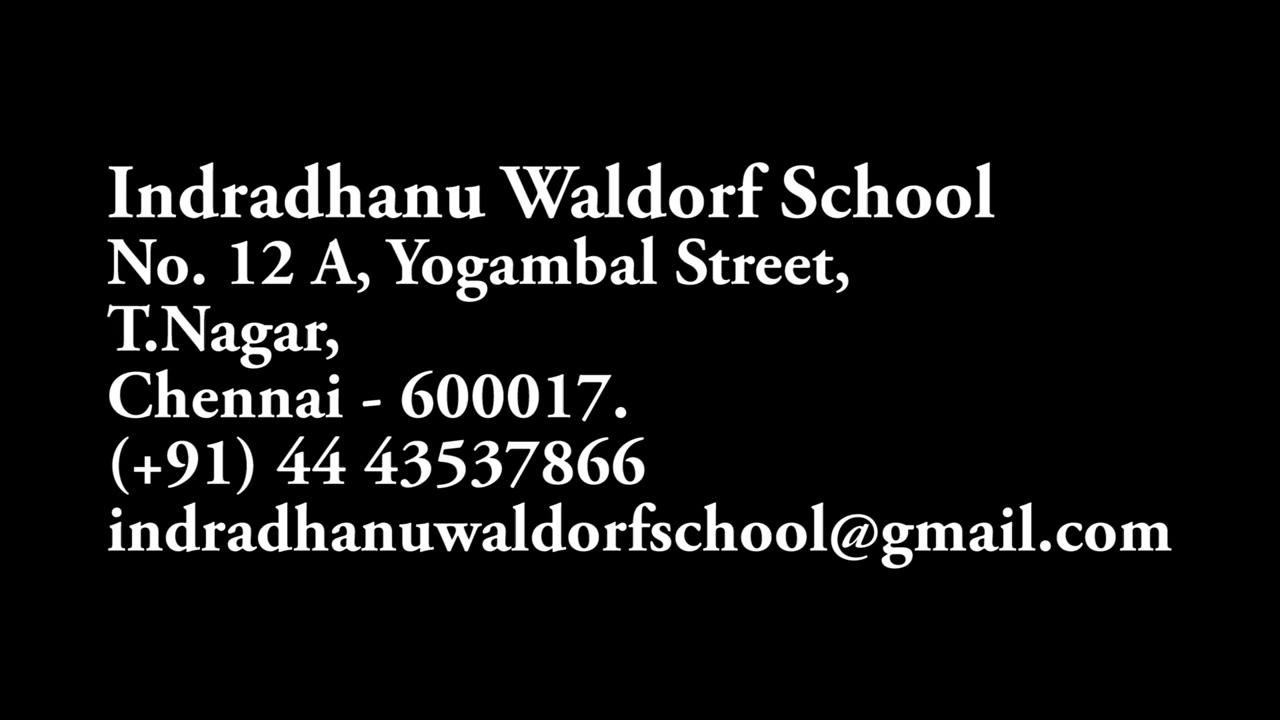 Indradhanu Waldorf School
No. 12 A, Yogambal Street,
T.Nagar,
Chennai - 600017.
(+91) 44 43537866
indradhanuwaldorfschool@gmail.com